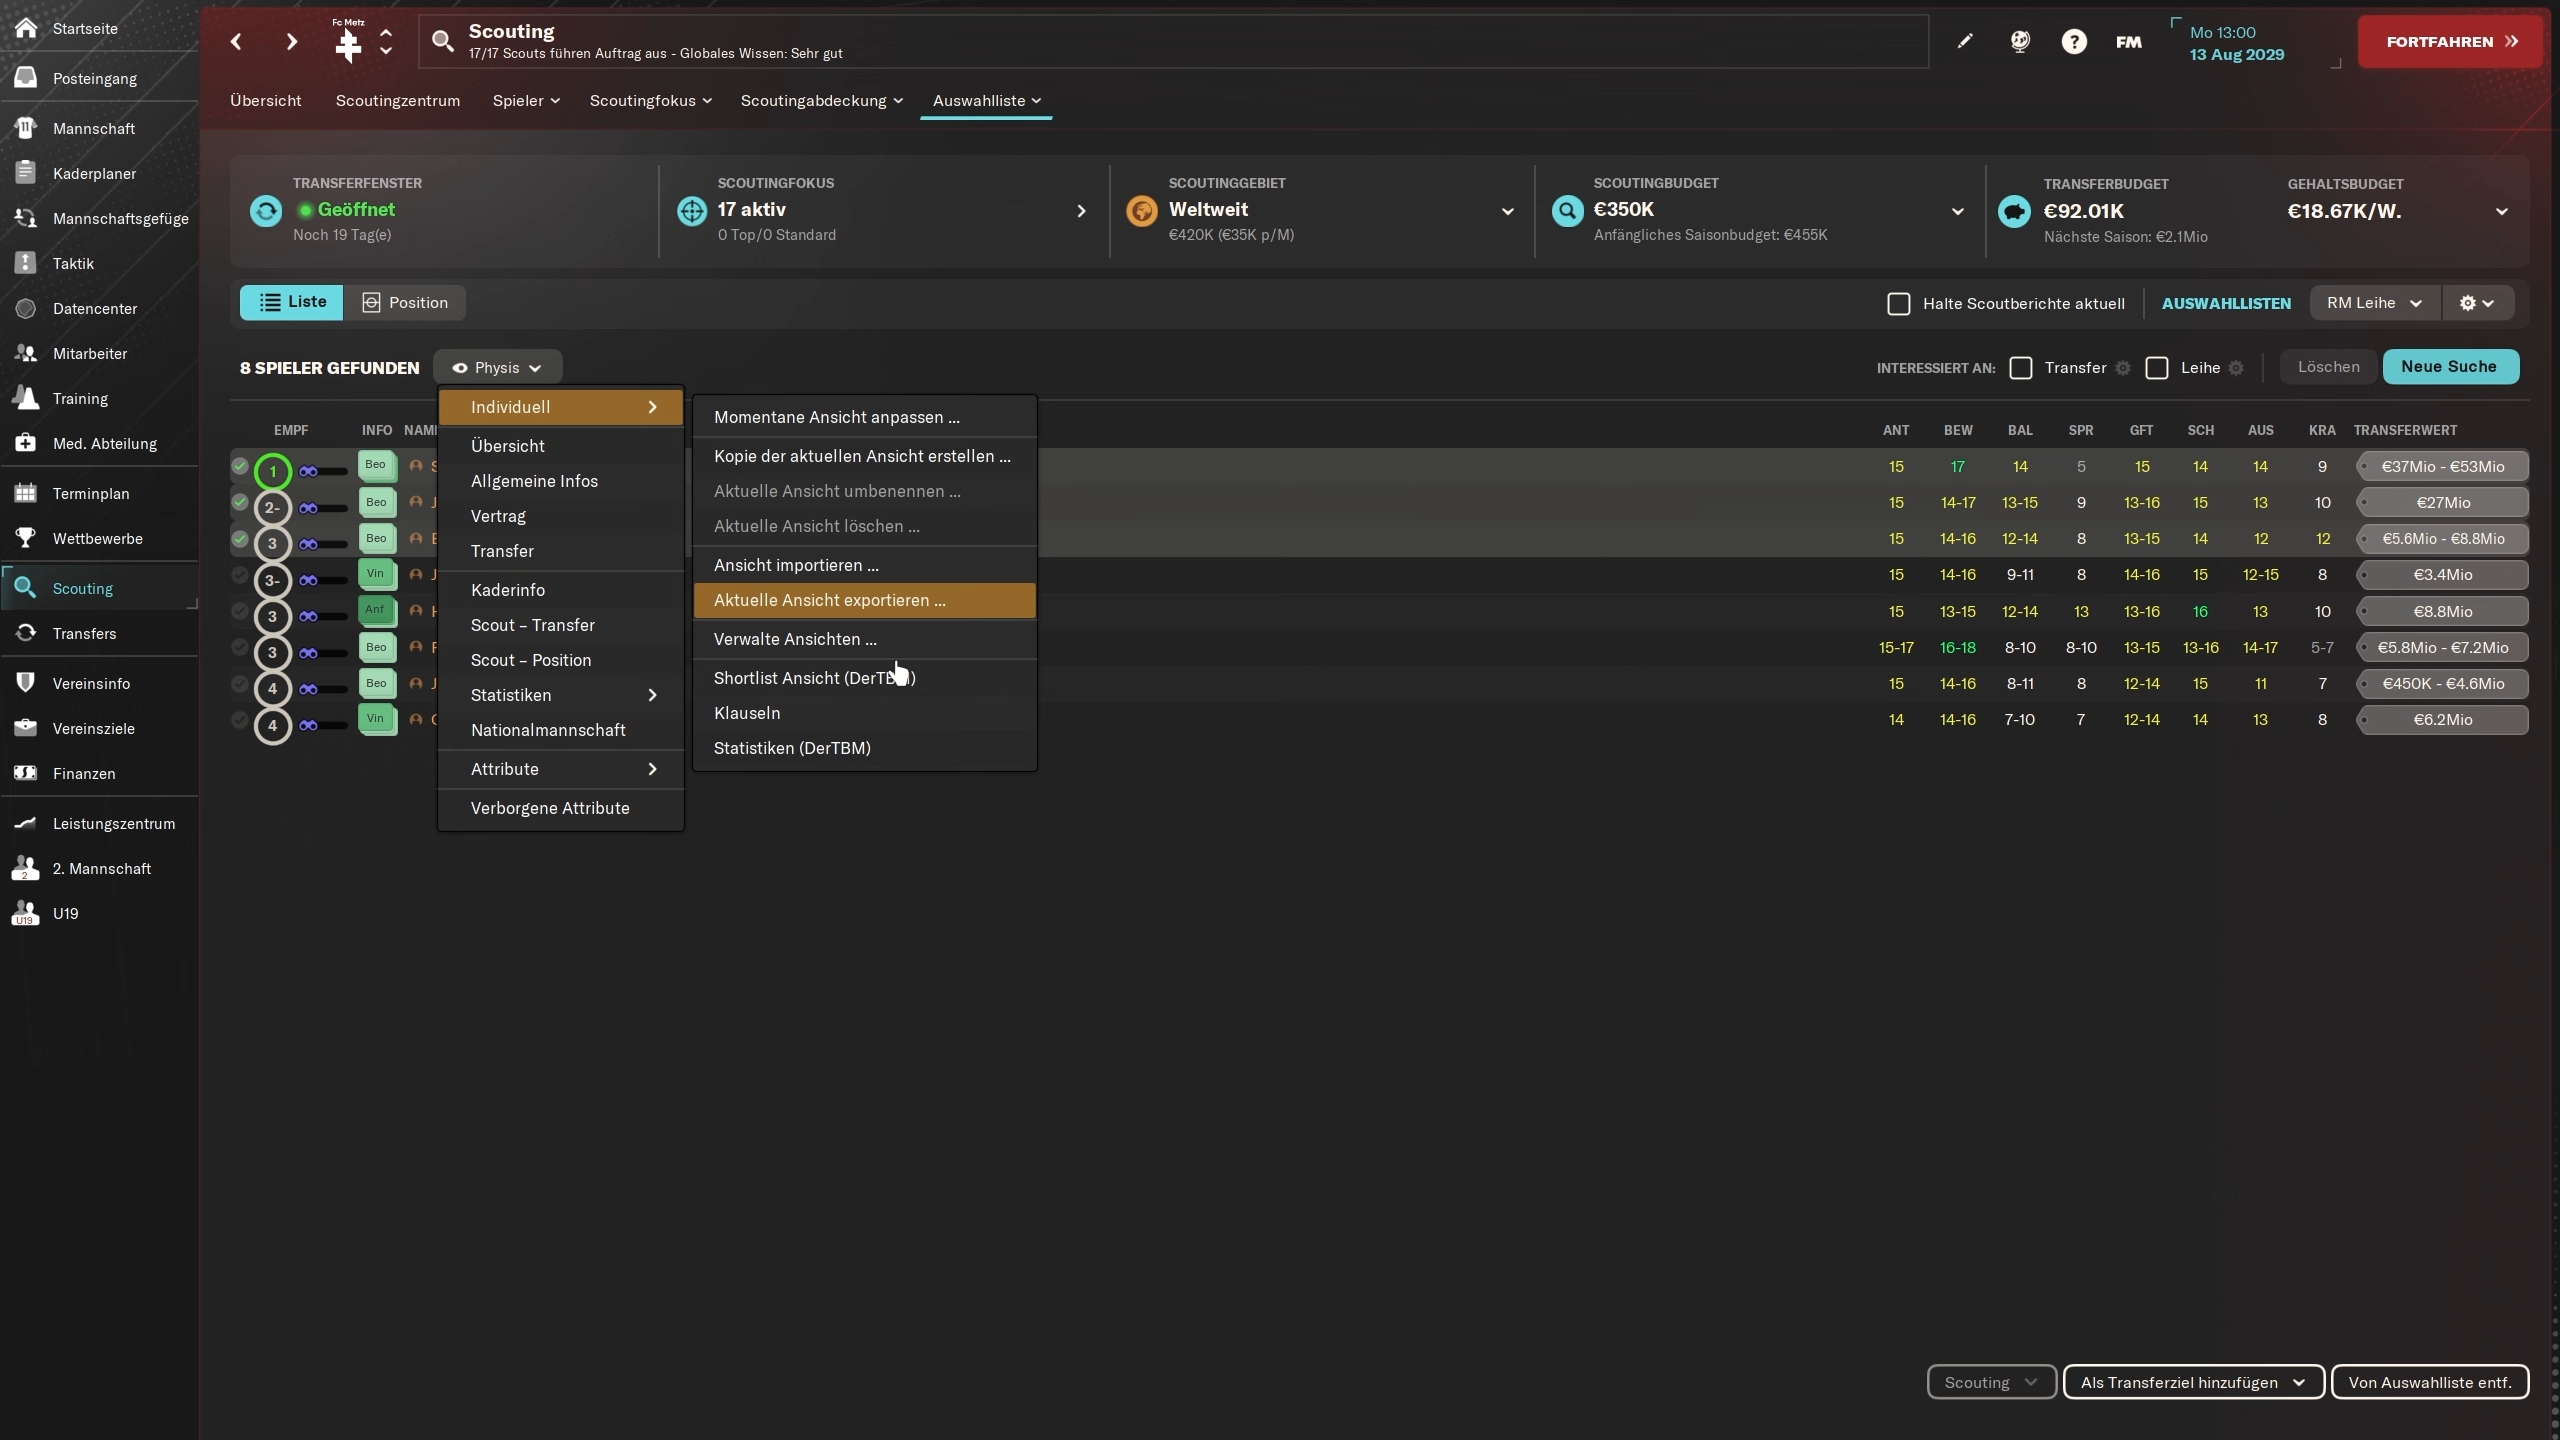 Startseite
Posteingang
Mannschaft
Kaderplaner
Mannschaftsgefüge
Taktik
Datencenter
Mitarbeiter
Training
Med. Abteilung
Terminplan
Wettbewerbe
Scouting
Transfers
Vereinsinfo
Vereinsziele
Finanzen
Leistungszentrum
2
2. Mannschaft
U19
U19
Fc Metz
Scouting
17/17 Scouts führen Auftrag aus - Globales Wissen: Sehr gut
?
FM
Mo 13:00
13 Aug 2029
FORTFAHREN
Übersicht Scoutingzentrum Spieler Scoutingfokus Scoutingabdeckung Auswahlliste
TRANSFERFENSTER
Geöffnet
Noch 19 Tag(e)
SCOUTINGFOKUS
17 aktiv
0 Top/0 Standard
SCOUTINGGEBIET
Weltweit
€420K (€35K p/M)
SCOUTINGBUDGET
€350K
Anfängliches Saisonbudget: €455K
TRANSFERBUDGET
€92.01K
Nächste Saison: €2.1Mio
GEHALTSBUDGET
€18.67K/W.
Liste Position
Halte Scoutberichte aktuell AUSWAHLLISTEN RM Leihe
8 SPIELER GEFUNDEN Physis
INTERESSIERT AN: Transfer Leihe Löschen Neue Suche
Individuell
Übersicht
Allgemeine Infos
Vertrag
Transfer
Kaderinfo
Scout – Transfer
Scout – Position
Statistiken
Nationalmannschaft
Attribute
Verborgene Attribute
Momentane Ansicht anpassen ...
Kopie der aktuellen Ansicht erstellen ...
Aktuelle Ansicht umbenennen ...
Aktuelle Ansicht löschen ...
Ansicht importieren ...
Aktuelle Ansicht exportieren ...
Verwalte Ansichten ...
Shortlist Ansicht (DerTBM)
Klauseln
Statistiken (DerTBM)
EMPF INFO ANT BEW BAL SPR GFT SCH AUS KRA TRANSFERWERT
1 Beo 15 17 14 5 15 14 14 9 €37Mio - €53Mio
2- Beo 15 14-17 13-15 9 13-16 15 13 10 €27Mio
3 Beo 15 14-16 12-14 8 13-15 14 12 12 €5.6Mio - €8.8Mio
3- Vin 15 14-16 9-11 8 14-16 15 12-15 8 €3.4Mio
3 Anf 15 13-15 12-14 13 13-16 16 13 10 €8.8Mio
3 Beo 15-17 16-18 8-10 8-10 13-15 13-16 14-17 5-7 €5.8Mio - €7.2Mio
4 Beo 15 14-16 8-11 8 12-14 15 11 7 €450K - €4.6Mio
4 Vin 14 14-16 7-10 7 12-14 14 13 8 €6.2Mio
Scouting Als Transferziel hinzufügen Von Auswahlliste entf.